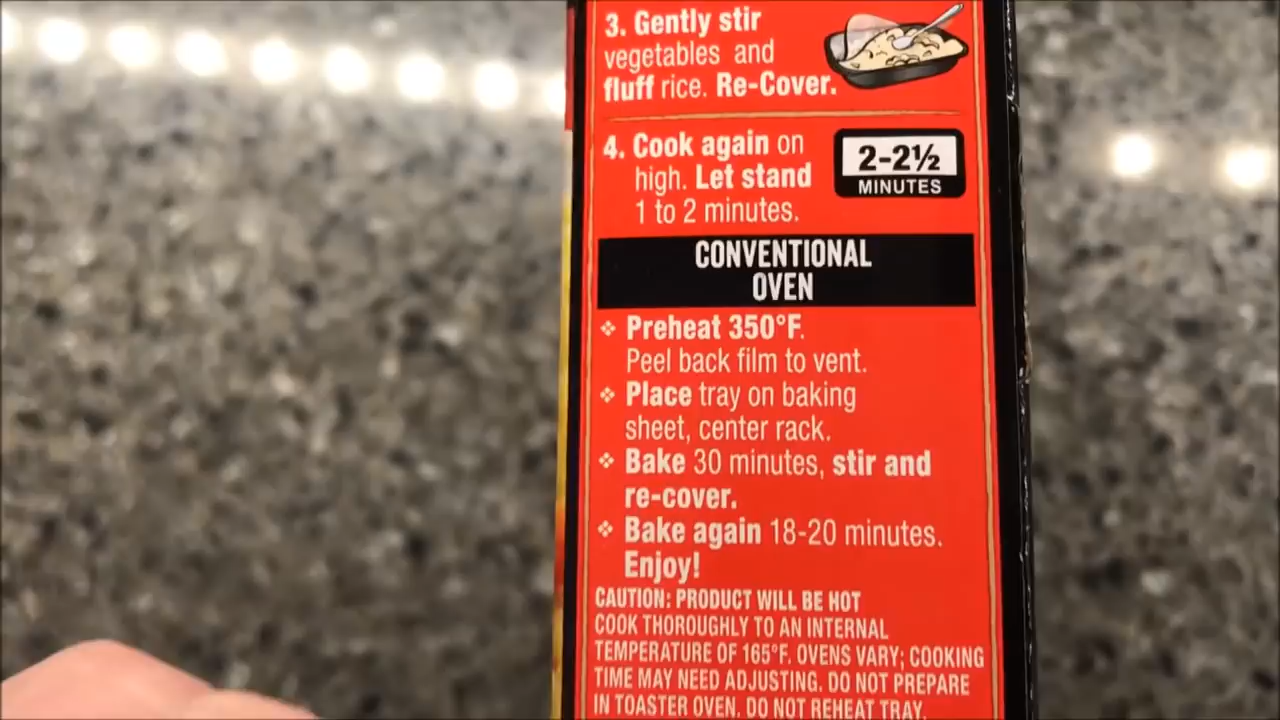 3. Gently stir
vegetables and
fluff rice. Re-Cover.
4. Cook again on
high. Let stand
1 to 2 minutes.
2-2½
MINUTES
CONVENTIONAL
OVEN
❖ Preheat 350°F.
Peel back film to vent.
❖ Place tray on baking
sheet, center rack.
❖ Bake 30 minutes, stir and
re-cover.
❖ Bake again 18-20 minutes.
Enjoy!
CAUTION: PRODUCT WILL BE HOT
COOK THOROUGHLY TO AN INTERNAL
TEMPERATURE OF 165°F. OVENS VARY; COOKING
TIME MAY NEED ADJUSTING. DO NOT PREPARE
IN TOASTER OVEN. DO NOT REHEAT TRAY.